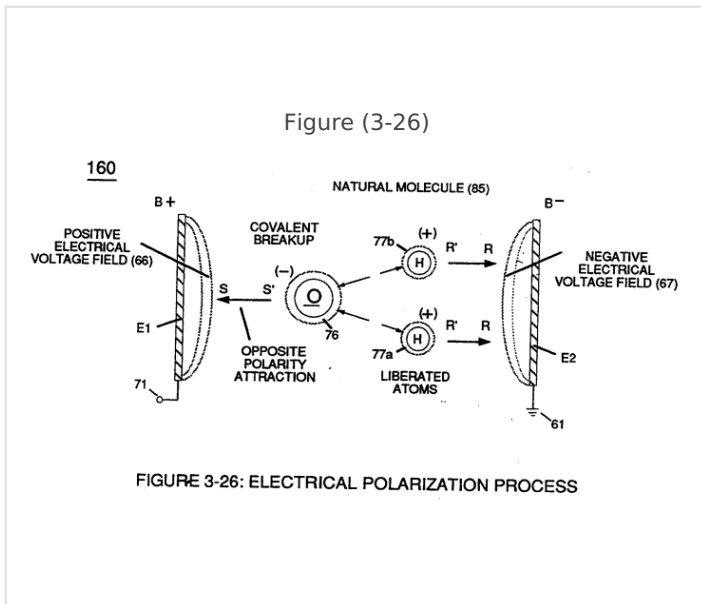 Figure (3-26)
160
NATURAL MOLECULE (85)
B+
B−
POSITIVE
ELECTRICAL
VOLTAGE FIELD (66)
COVALENT
BREAKUP
(−)
77b
(+)
H
R' R
NEGATIVE
ELECTRICAL
VOLTAGE FIELD (67)
S S'
O
76
(+)
H
R' R
77a
E1
E2
OPPOSITE
POLARITY
ATTRACTION
LIBERATED
ATOMS
71
61
FIGURE 3-26: ELECTRICAL POLARIZATION PROCESS